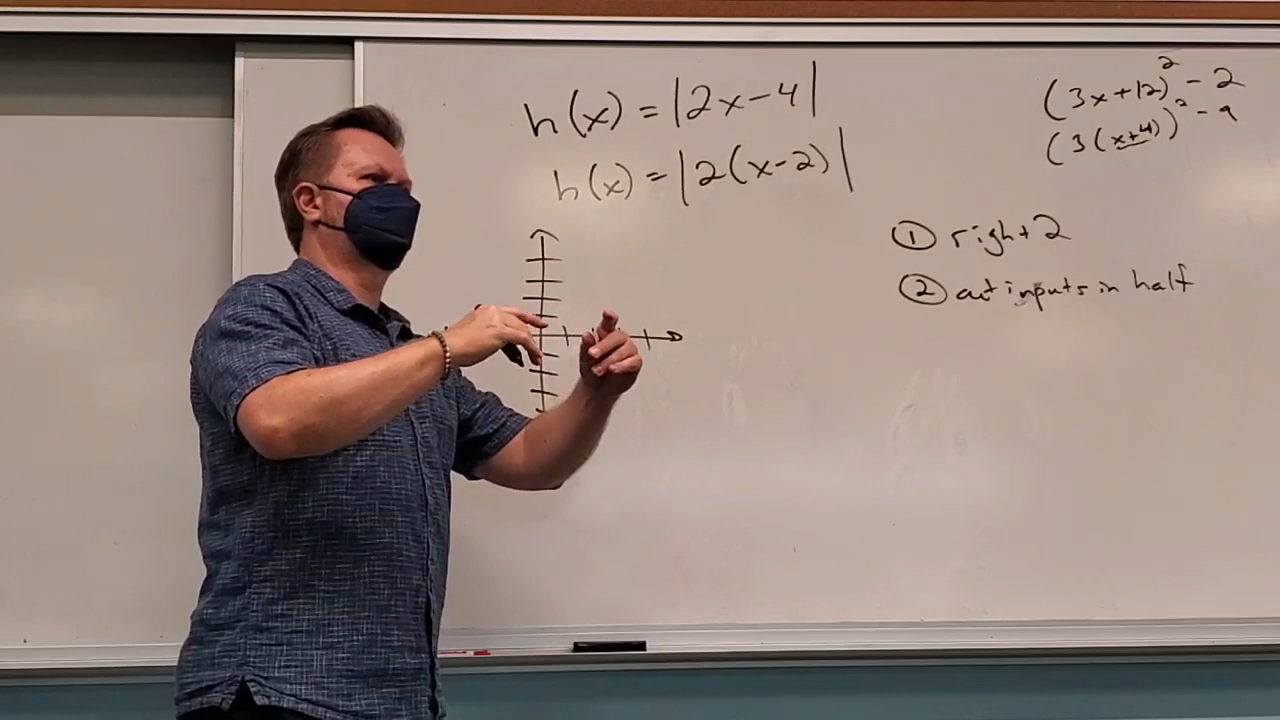 h(x) = |2x-4|
h(x) = |2(x-2)|
(3x+12)² - 2
(3(x+4))² - 9
① right 2
② cut inputs in half